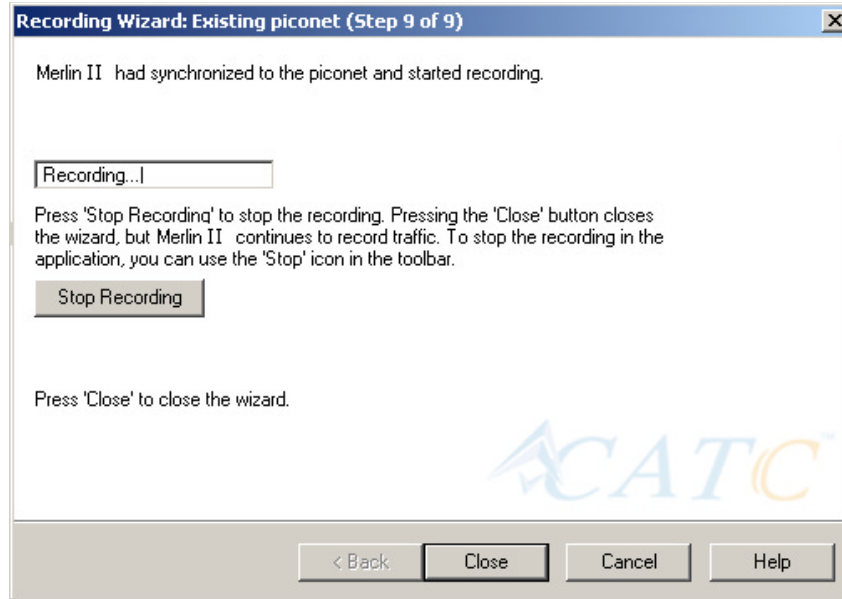 Recording Wizard: Existing piconet (Step 9 of 9)
Merlin II had synchronized to the piconet and started recording.
Recording...
Press 'Stop Recording' to stop the recording. Pressing the 'Close' button closes
the wizard, but Merlin II continues to record traffic. To stop the recording in the
application, you can use the 'Stop' icon in the toolbar.
Stop Recording
Press 'Close' to close the wizard.
CATC™
< Back
Close
Cancel
Help